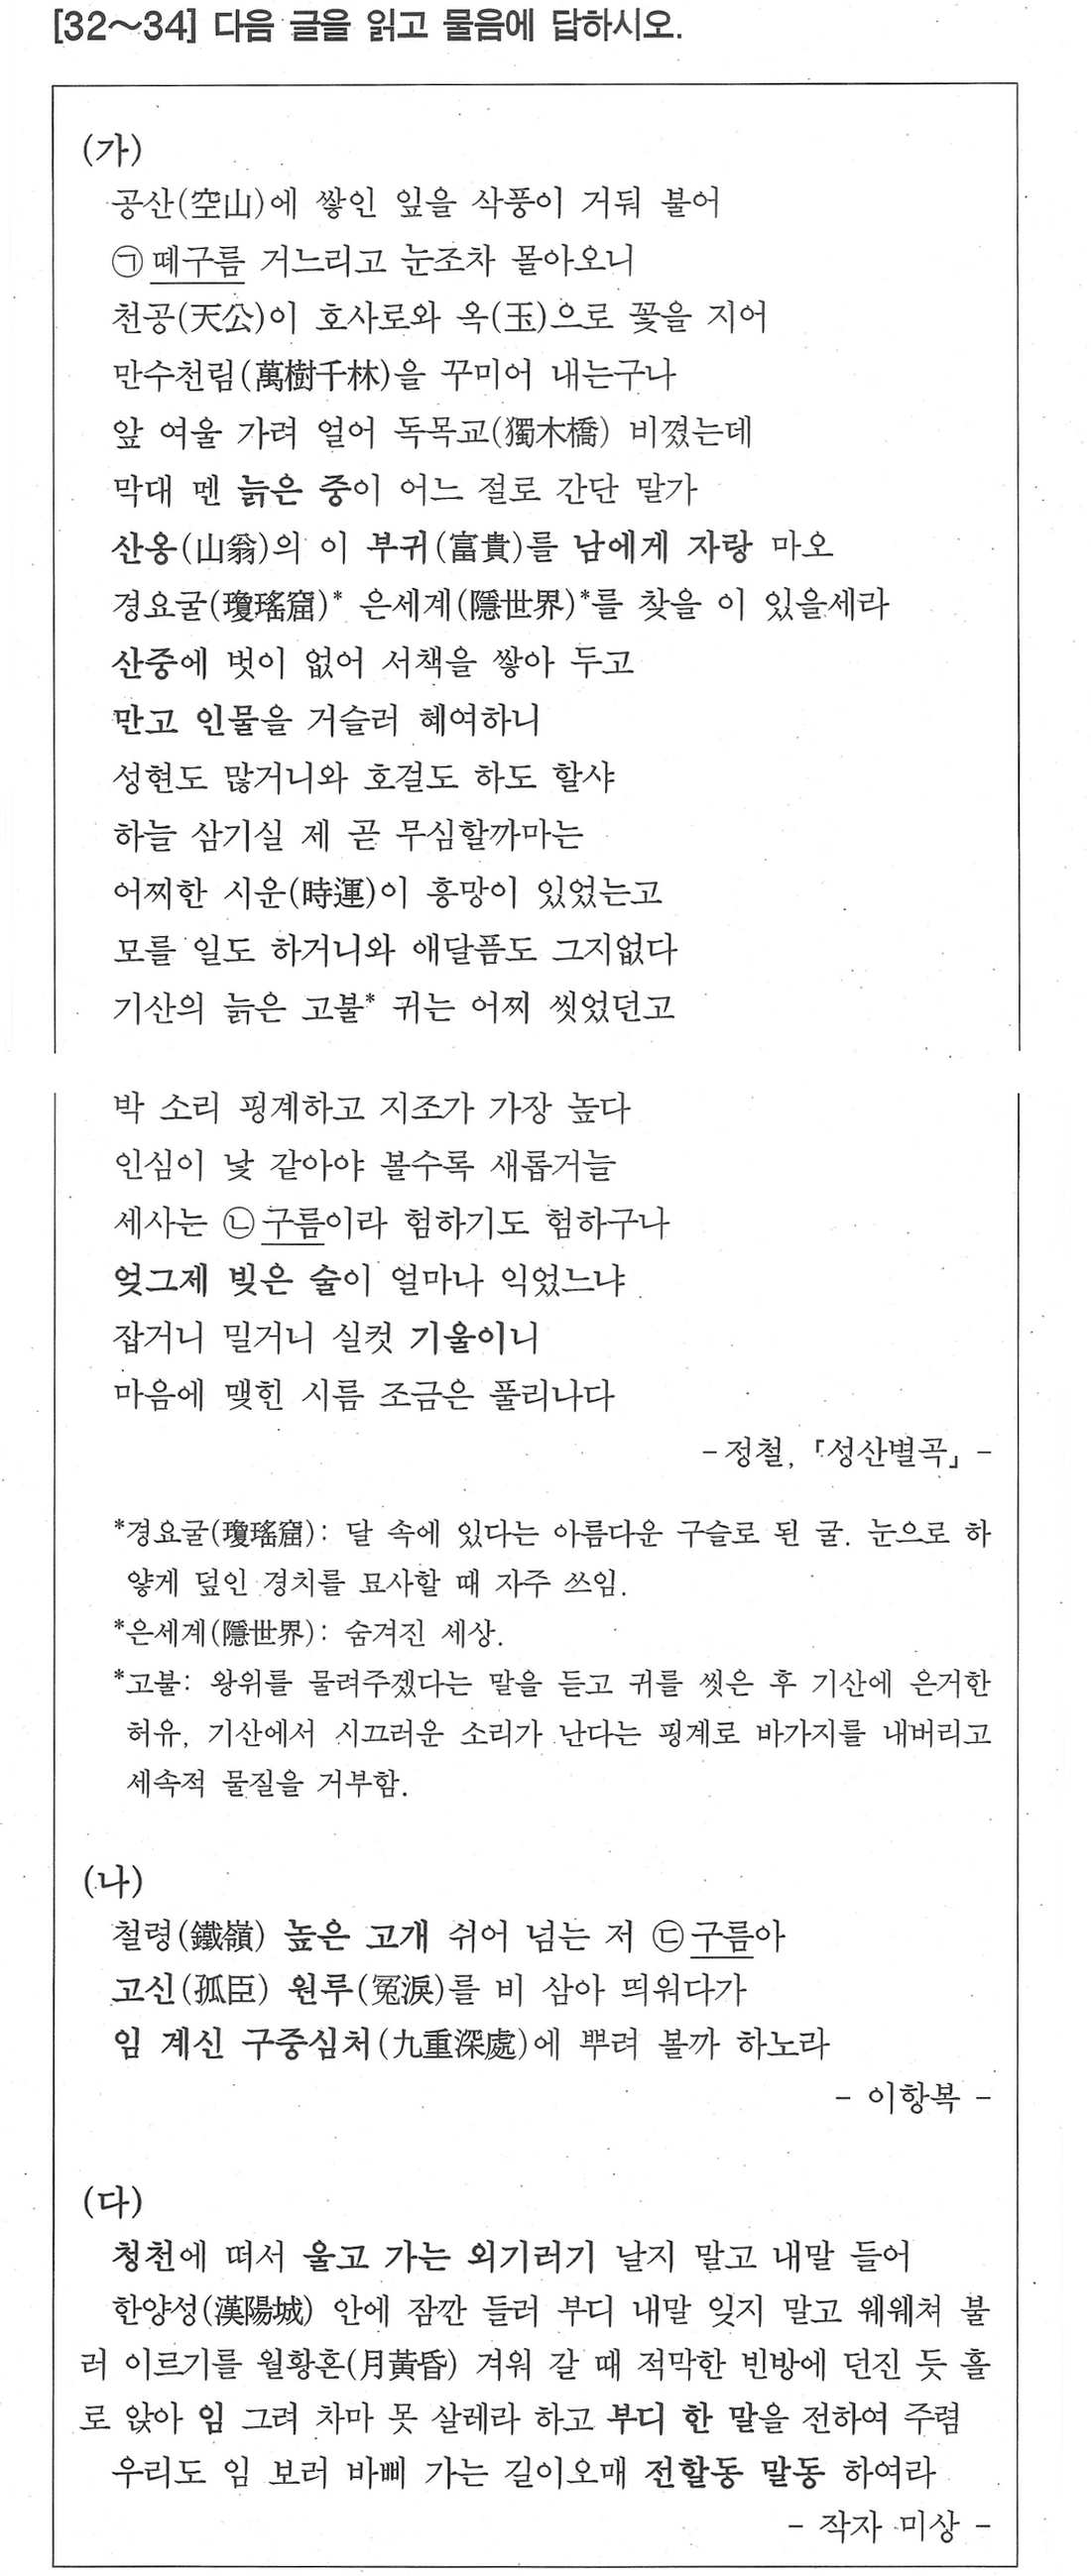 [32～34] 다음 글을 읽고 물음에 답하시오.
(가)
공산(空山)에 쌓인 잎을 삭풍이 거둬 불어
㉠ 떼구름 거느리고 눈조차 몰아오니
천공(天公)이 호사로와 옥(玉)으로 꽃을 지어
만수천림(萬樹千林)을 꾸미어 내는구나
앞 여울 가려 얼어 독목교(獨木橋) 비꼈는데
막대 멘 늙은 중이 어느 절로 간단 말가
산옹(山翁)의 이 부귀(富貴)를 남에게 자랑 마오
경요굴(瓊瑤窟)* 은세계(隱世界)*를 찾을 이 있을세라
산중에 벗이 없어 서책을 쌓아 두고
만고 인물을 거슬러 혜여하니
성현도 많거니와 호걸도 하도 할샤
하늘 삼기실 제 곧 무심할까마는
어찌한 시운(時運)이 흥망이 있었는고
모를 일도 하거니와 애달픔도 그지없다
기산의 늙은 고불* 귀는 어찌 씻었던고
박 소리 핑계하고 지조가 가장 높다
인심이 낯 같아야 볼수록 새롭거늘
세사는 ㉡ 구름이라 험하기도 험하구나
엊그제 빚은 술이 얼마나 익었느냐
잡거니 밀거니 실컷 기울이니
마음에 맺힌 시름 조금은 풀리나다
- 정철, 「성산별곡」 -
*경요굴(瓊瑤窟): 달 속에 있다는 아름다운 구슬로 된 굴. 눈으로 하
얗게 덮인 경치를 묘사할 때 자주 쓰임.
*은세계(隱世界): 숨겨진 세상.
*고불: 왕위를 물려주겠다는 말을 듣고 귀를 씻은 후 기산에 은거한
허유, 기산에서 시끄러운 소리가 난다는 핑계로 바가지를 내버리고
세속적 물질을 거부함.
(나)
철령(鐵嶺) 높은 고개 쉬어 넘는 저 ㉢ 구름아
고신(孤臣) 원루(冤淚)를 비 삼아 띄워다가
임 계신 구중심처(九重深處)에 뿌려 볼까 하노라
- 이항복 -
(다)
청천에 떠서 울고 가는 외기러기 날지 말고 내말 들어
한양성(漢陽城) 안에 잠깐 들러 부디 내말 잊지 말고 웨웨쳐 불
러 이르기를 월황혼(月黃昏) 겨워 갈 때 적막한 빈방에 던진 듯 홀
로 앉아 임 그려 차마 못 살레라 하고 부디 한 말을 전하여 주렴
우리도 임 보러 바삐 가는 길이오매 전할동 말동 하여라
- 작자 미상 -